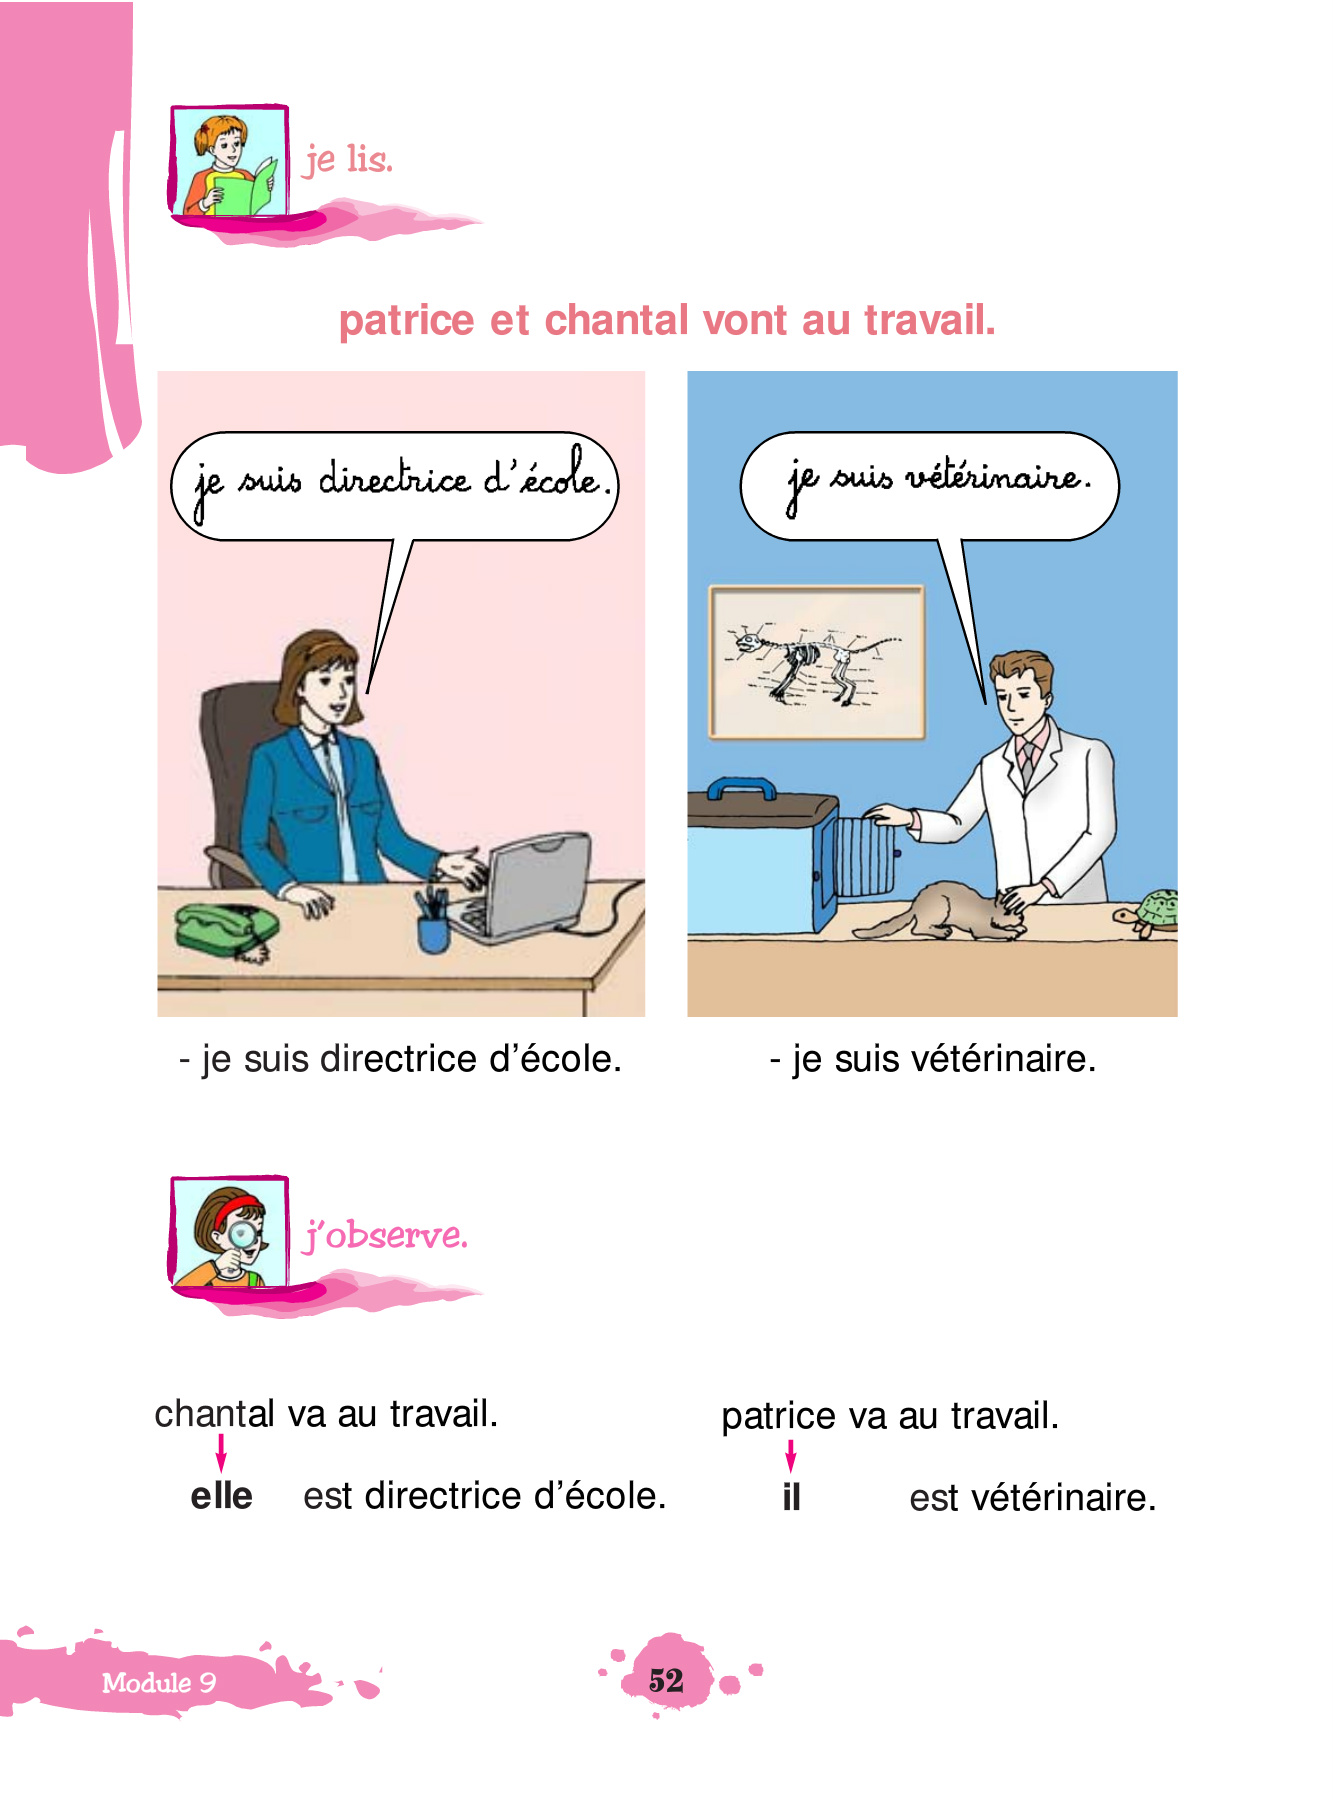 je lis.
patrice et chantal vont au travail.
je suis directrice d'école.
je suis vétérinaire.
- je suis directrice d'école.
- je suis vétérinaire.
j'observe.
chantal va au travail.
elle est directrice d'école.
patrice va au travail.
il est vétérinaire.
Module 9
52